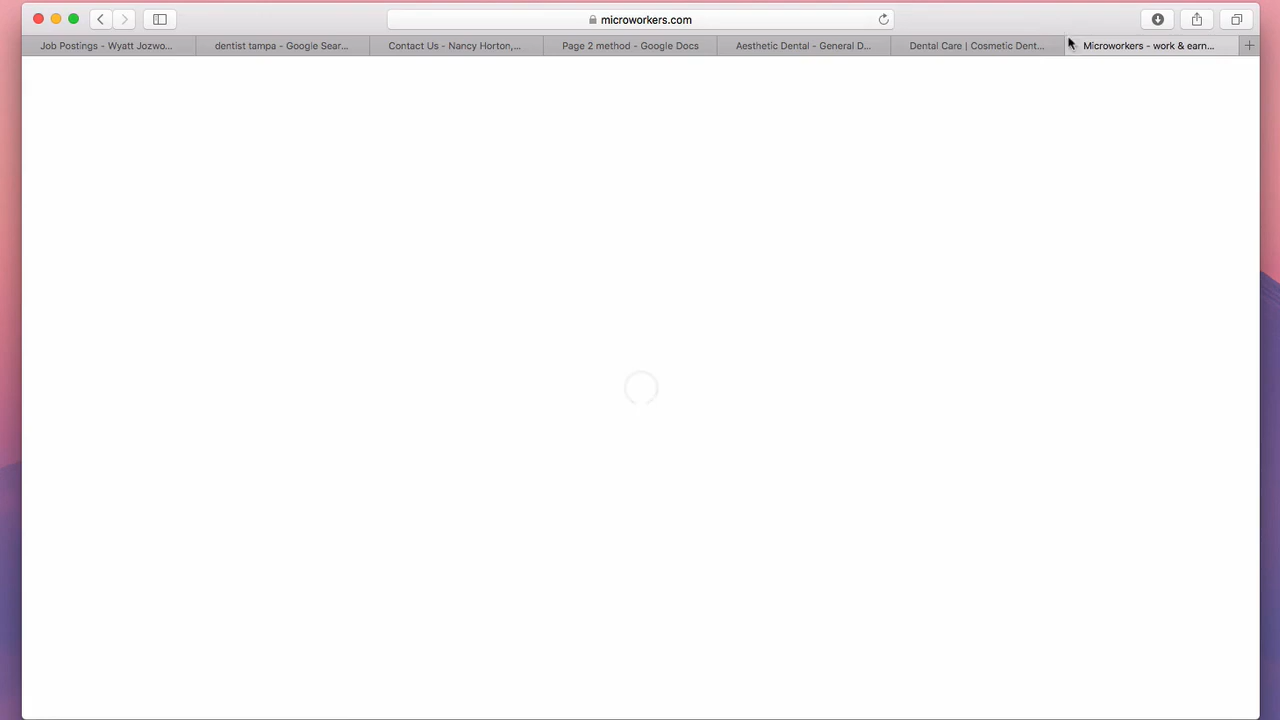 microworkers.com
Job Postings - Wyatt Jozwo...
dentist tampa - Google Sear...
Contact Us - Nancy Horton,...
Page 2 method - Google Docs
Aesthetic Dental - General D...
Dental Care | Cosmetic Dent...
Microworkers - work & earn...